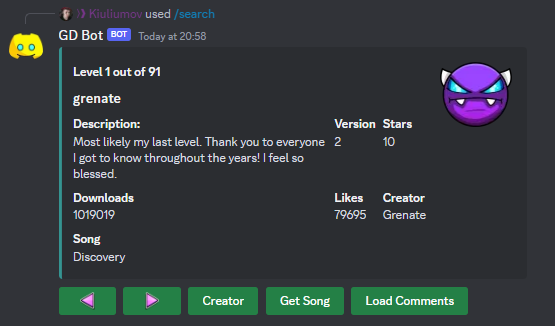 Kiuliumov used /search
GD Bot BOT Today at 20:58
Level 1 out of 91
grenate
Description: Version Stars
Most likely my last level. Thank you to everyone 2 10
I got to know throughout the years! I feel so
blessed.
Downloads Likes Creator
1019019 79695 Grenate
Song
Discovery
Creator Get Song Load Comments